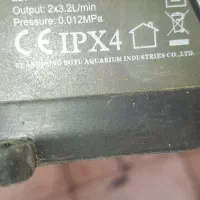 Output: 2x3.2L/min
Pressure: 0.012MPa
CE IPX4
GUANGDONG BOYU AQUARIUM INDUSTRIES CO.,LTD.